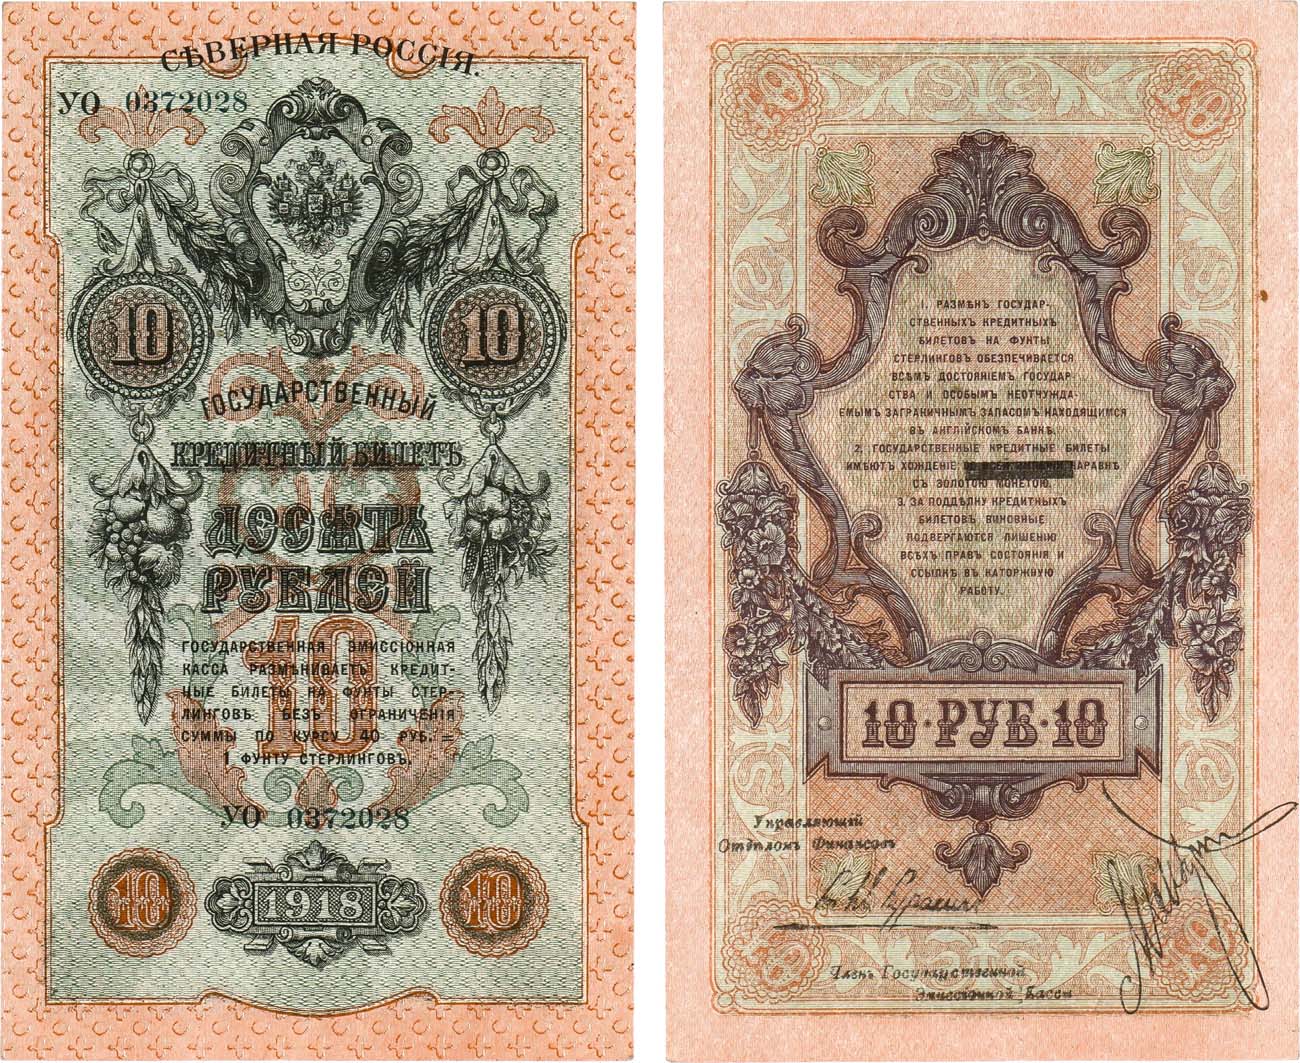 СѢВЕРНАЯ РОССІЯ.
УО 0372028
10 10
ГОСУДАРСТВЕННЫЙ
КРЕДИТНЫЙ БИЛЕТЪ
ДЕСЯТЬ
РУБЛЕЙ
10
ГОСУДАРСТВЕННАЯ ЭМИССІОННАЯ
КАССА РАЗМѢНИВАЕТЪ КРЕДИТ-
НЫЕ БИЛЕТЫ НА ФУНТЫ СТЕР-
ЛИНГОВЪ БЕЗЪ ОГРАНИЧЕНІЯ
СУММЫ ПО КУРСУ 40 РУБ. =
1 ФУНТУ СТЕРЛИНГОВЪ.
УО 0372028
10 1918 10
10 10
1. РАЗМѢНЪ ГОСУДАР-
СТВЕННЫХЪ КРЕДИТНЫХЪ
БИЛЕТОВЪ НА ФУНТЫ
СТЕРЛИНГОВЪ ОБЕЗПЕЧИВАЕТСЯ
ВСѢМЪ ДОСТОЯНІЕМЪ ГОСУДАР-
СТВА И ОСОБЫМЪ НЕОТЧУЖДА-
ЕМЫМЪ ЗАГРАНИЧНЫМЪ ЗАПАСОМЪ НАХОДЯЩИМСЯ
ВЪ АНГЛІЙСКОМЪ БАНКѢ.
2. ГОСУДАРСТВЕННЫЕ КРЕДИТНЫЕ БИЛЕТЫ
ИМѢЮТЪ ХОЖДЕНІЕ НАРАВНѢ
СЪ ЗОЛОТОЮ МОНЕТОЮ.
3. ЗА ПОДДѢЛКУ КРЕДИТНЫХЪ
БИЛЕТОВЪ ВИНОВНЫЕ
ПОДВЕРГАЮТСЯ ЛИШЕНІЮ
ВСѢХЪ ПРАВЪ СОСТОЯНІЯ И
ССЫЛКѢ ВЪ КАТОРЖНУЮ
РАБОТУ.
10·РУБ·10
Управляющій
Отдѣломъ Финансовъ
Членъ Государственной
Эмиссіонной Кассы
10 10